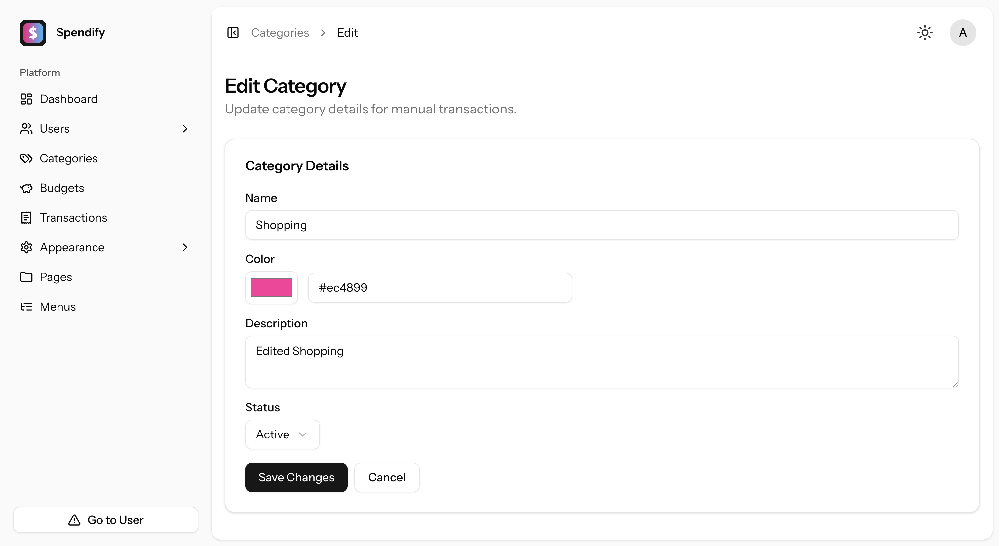 $ Spendify
Platform
Dashboard
Users
Categories
Budgets
Transactions
Appearance
Pages
Menus
Go to User
Categories > Edit
A
Edit Category
Update category details for manual transactions.
Category Details
Name
Shopping
Color
#ec4899
Description
Edited Shopping
Status
Active
Save Changes Cancel